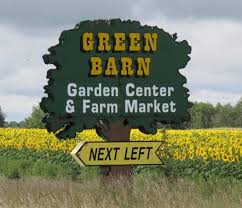 GREEN
BARN
Garden Center
& Farm Market
NEXT LEFT